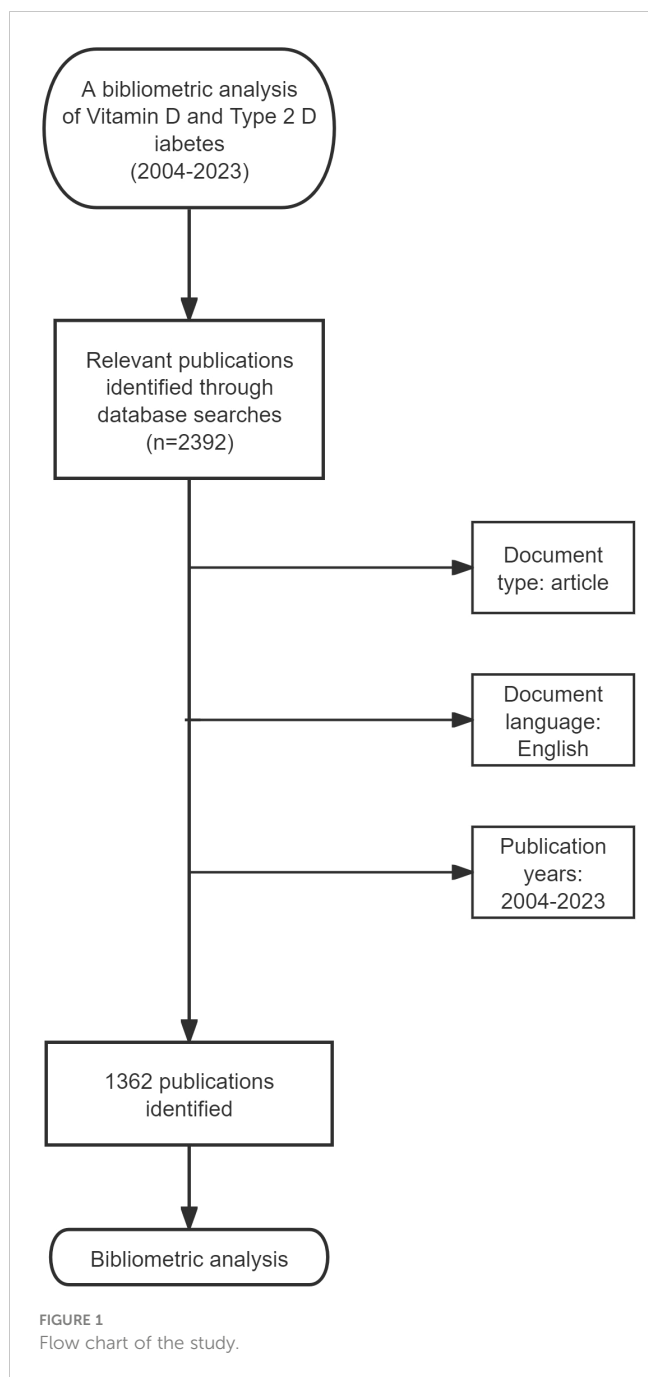 A bibliometric analysis
of Vitamin D and Type 2 D
iabetes
(2004-2023)
Relevant publications
identified through
database searches
(n=2392)
Document
type: article
Document
language:
English
Publication
years:
2004-2023
1362 publications
identified
Bibliometric analysis
FIGURE 1
Flow chart of the study.